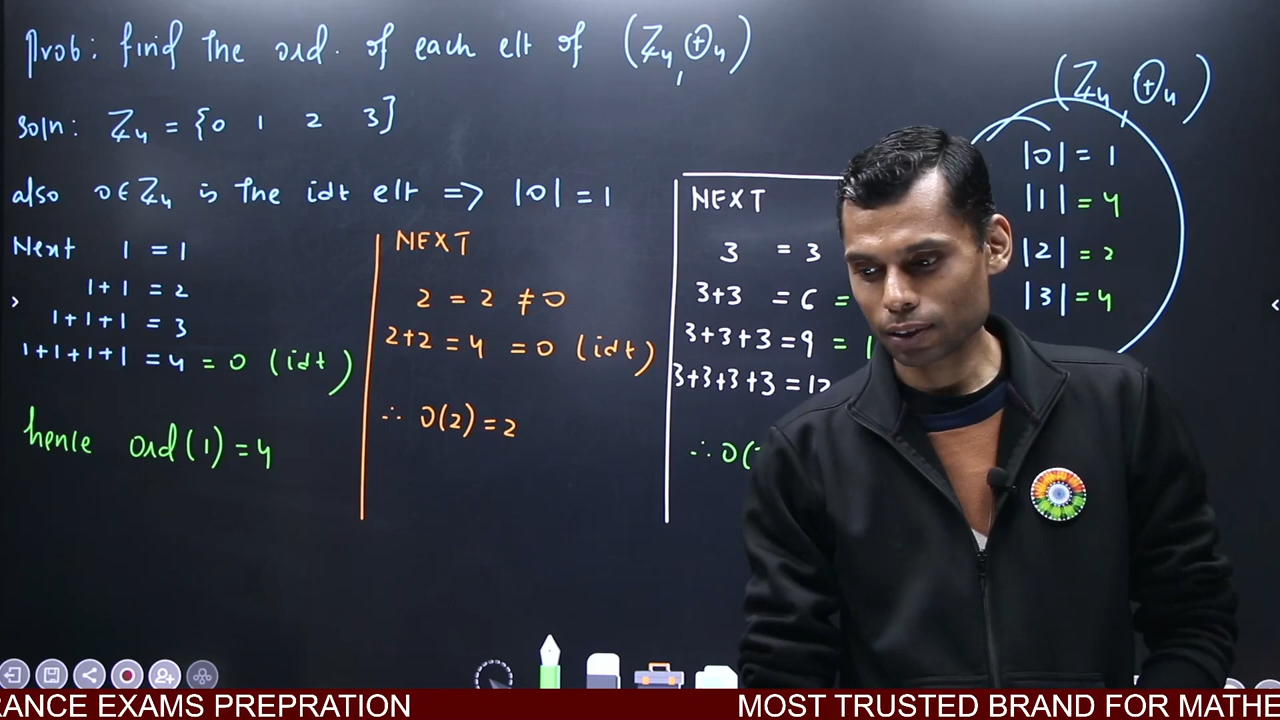 Prob: find the ord. of each elt of (Z₄, ⊕₄)
Soln: Z₄ = {0 1 2 3}
also 0 ∈ Z₄ is the idt elt => |0| = 1
Next 1 = 1
1+1 = 2
1+1+1 = 3
1+1+1+1 = 4 = 0 (idt)
hence ord(1) = 4
NEXT
2 = 2 ≠ 0
2+2 = 4 = 0 (idt)
∴ O(2) = 2
NEXT
3 = 3
3+3 = 6 =
3+3+3 = 9 = 1
3+3+3+3 = 12
∴ O(
(Z₄, ⊕₄)
|0| = 1
|1| = 4
|2| = 2
|3| = 4
RANCE EXAMS PREPRATION MOST TRUSTED BRAND FOR MATHE